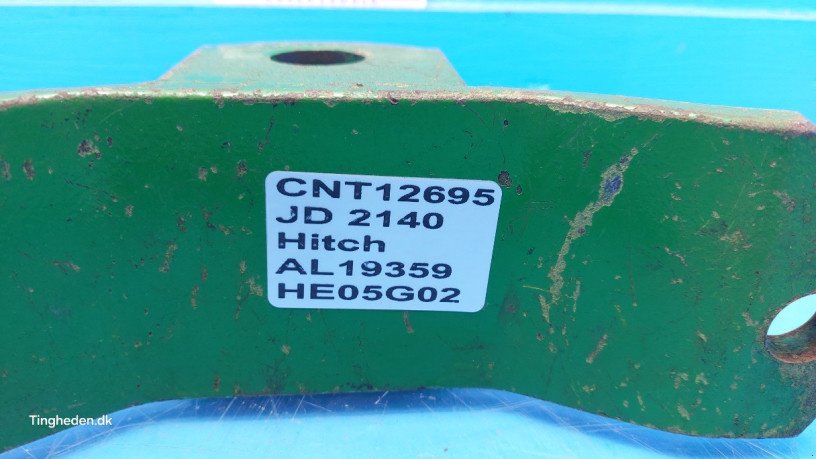 CNT12695
JD 2140
Hitch
AL19359
HE05G02
Tingheden.dk